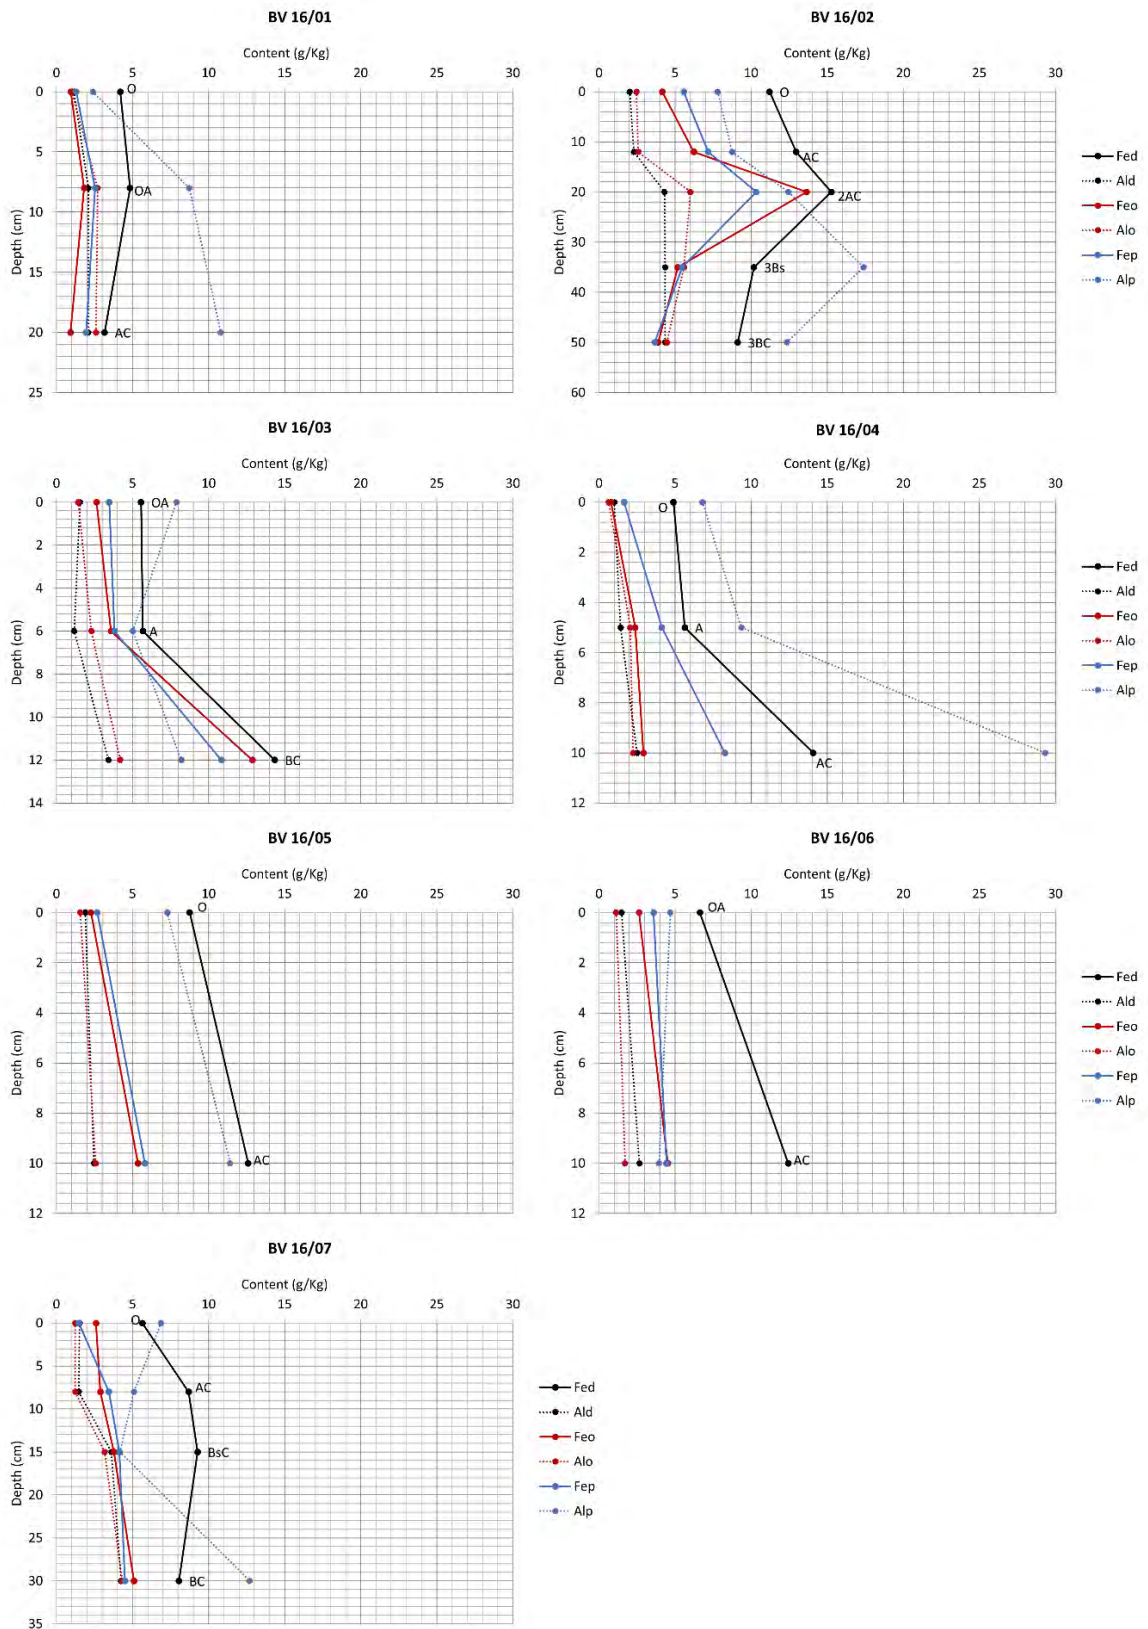 BV 16/01
BV 16/02
Content (g/Kg)
Content (g/Kg)
0 5 10 15 20 25 30
0 5 10 15 20 25 30
Depth (cm)
0
5
10
15
20
25
O
OA
AC
Depth (cm)
0
10
20
30
40
50
60
O
AC
2AC
3Bs
3BC
Fed
Ald
Feo
Alo
Fep
Alp
BV 16/03
BV 16/04
Content (g/Kg)
Content (g/Kg)
0 5 10 15 20 25 30
0 5 10 15 20 25 30
Depth (cm)
0
2
4
6
8
10
12
14
OA
A
BC
Depth (cm)
0
2
4
6
8
10
12
O
A
AC
Fed
Ald
Feo
Alo
Fep
Alp
BV 16/05
BV 16/06
Content (g/Kg)
Content (g/Kg)
0 5 10 15 20 25 30
0 5 10 15 20 25 30
Depth (cm)
0
2
4
6
8
10
12
O
AC
Depth (cm)
0
2
4
6
8
10
12
OA
AC
Fed
Ald
Feo
Alo
Fep
Alp
BV 16/07
Content (g/Kg)
0 5 10 15 20 25 30
Depth (cm)
0
5
10
15
20
25
30
35
O
AC
BsC
BC
Fed
Ald
Feo
Alo
Fep
Alp